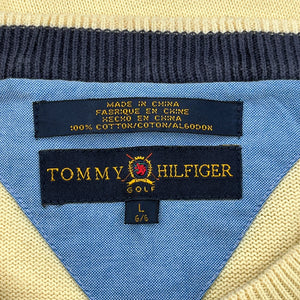 MADE IN CHINA
FABRIQUE EN CHINE
HECHO EN CHINA
100% COTTON/COTON/ALGODON
TOMMY HILFIGER
GOLF
L
G/G